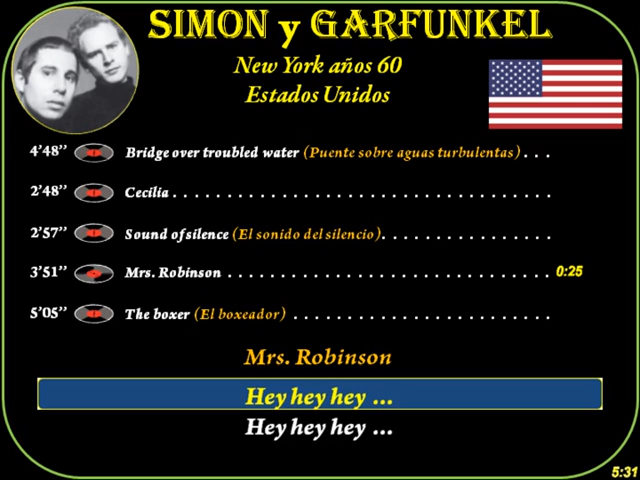 SIMON y GARFUNKEL
New York años 60
Estados Unidos
4'48'' Bridge over troubled water (Puente sobre aguas turbulentas) . . .
2'48'' Cecilia . . . . . . . . . . . . . . . . . . . . . . . . . . . . . . . . . . .
2'57'' Sound of silence (El sonido del silencio). . . . . . . . . . . . . . . .
3'51'' Mrs. Robinson . . . . . . . . . . . . . . . . . . . . . . . . . . . . . . 0:25
5'05'' The boxer (El boxeador) . . . . . . . . . . . . . . . . . . . . . . . .
Mrs. Robinson
Hey hey hey ...
Hey hey hey ...
5:31